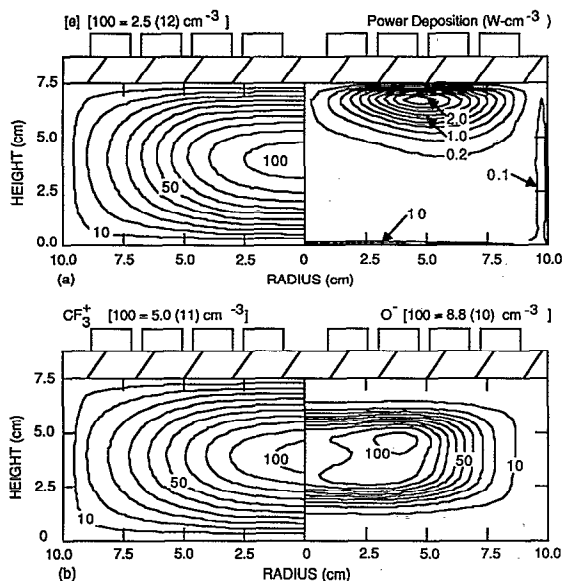 [e] [100 = 2.5 (12) cm -3 ]
Power Deposition (W-cm -3 )
7.5
5.0
2.5
0.0
HEIGHT (cm)
100
50
10
2.0
1.0
0.2
0.1
10
10.0 7.5 5.0 2.5 0 2.5 5.0 7.5 10.0
(a) RADIUS (cm)
CF3+ [100 = 5.0 (11) cm -3]
O- [100 = 8.8 (10) cm -3 ]
7.5
5.0
2.5
0
HEIGHT (cm)
100
50
10
100
50
10
10.0 7.5 5.0 2.5 0 2.5 5.0 7.5 10.0
(b) RADIUS (cm)